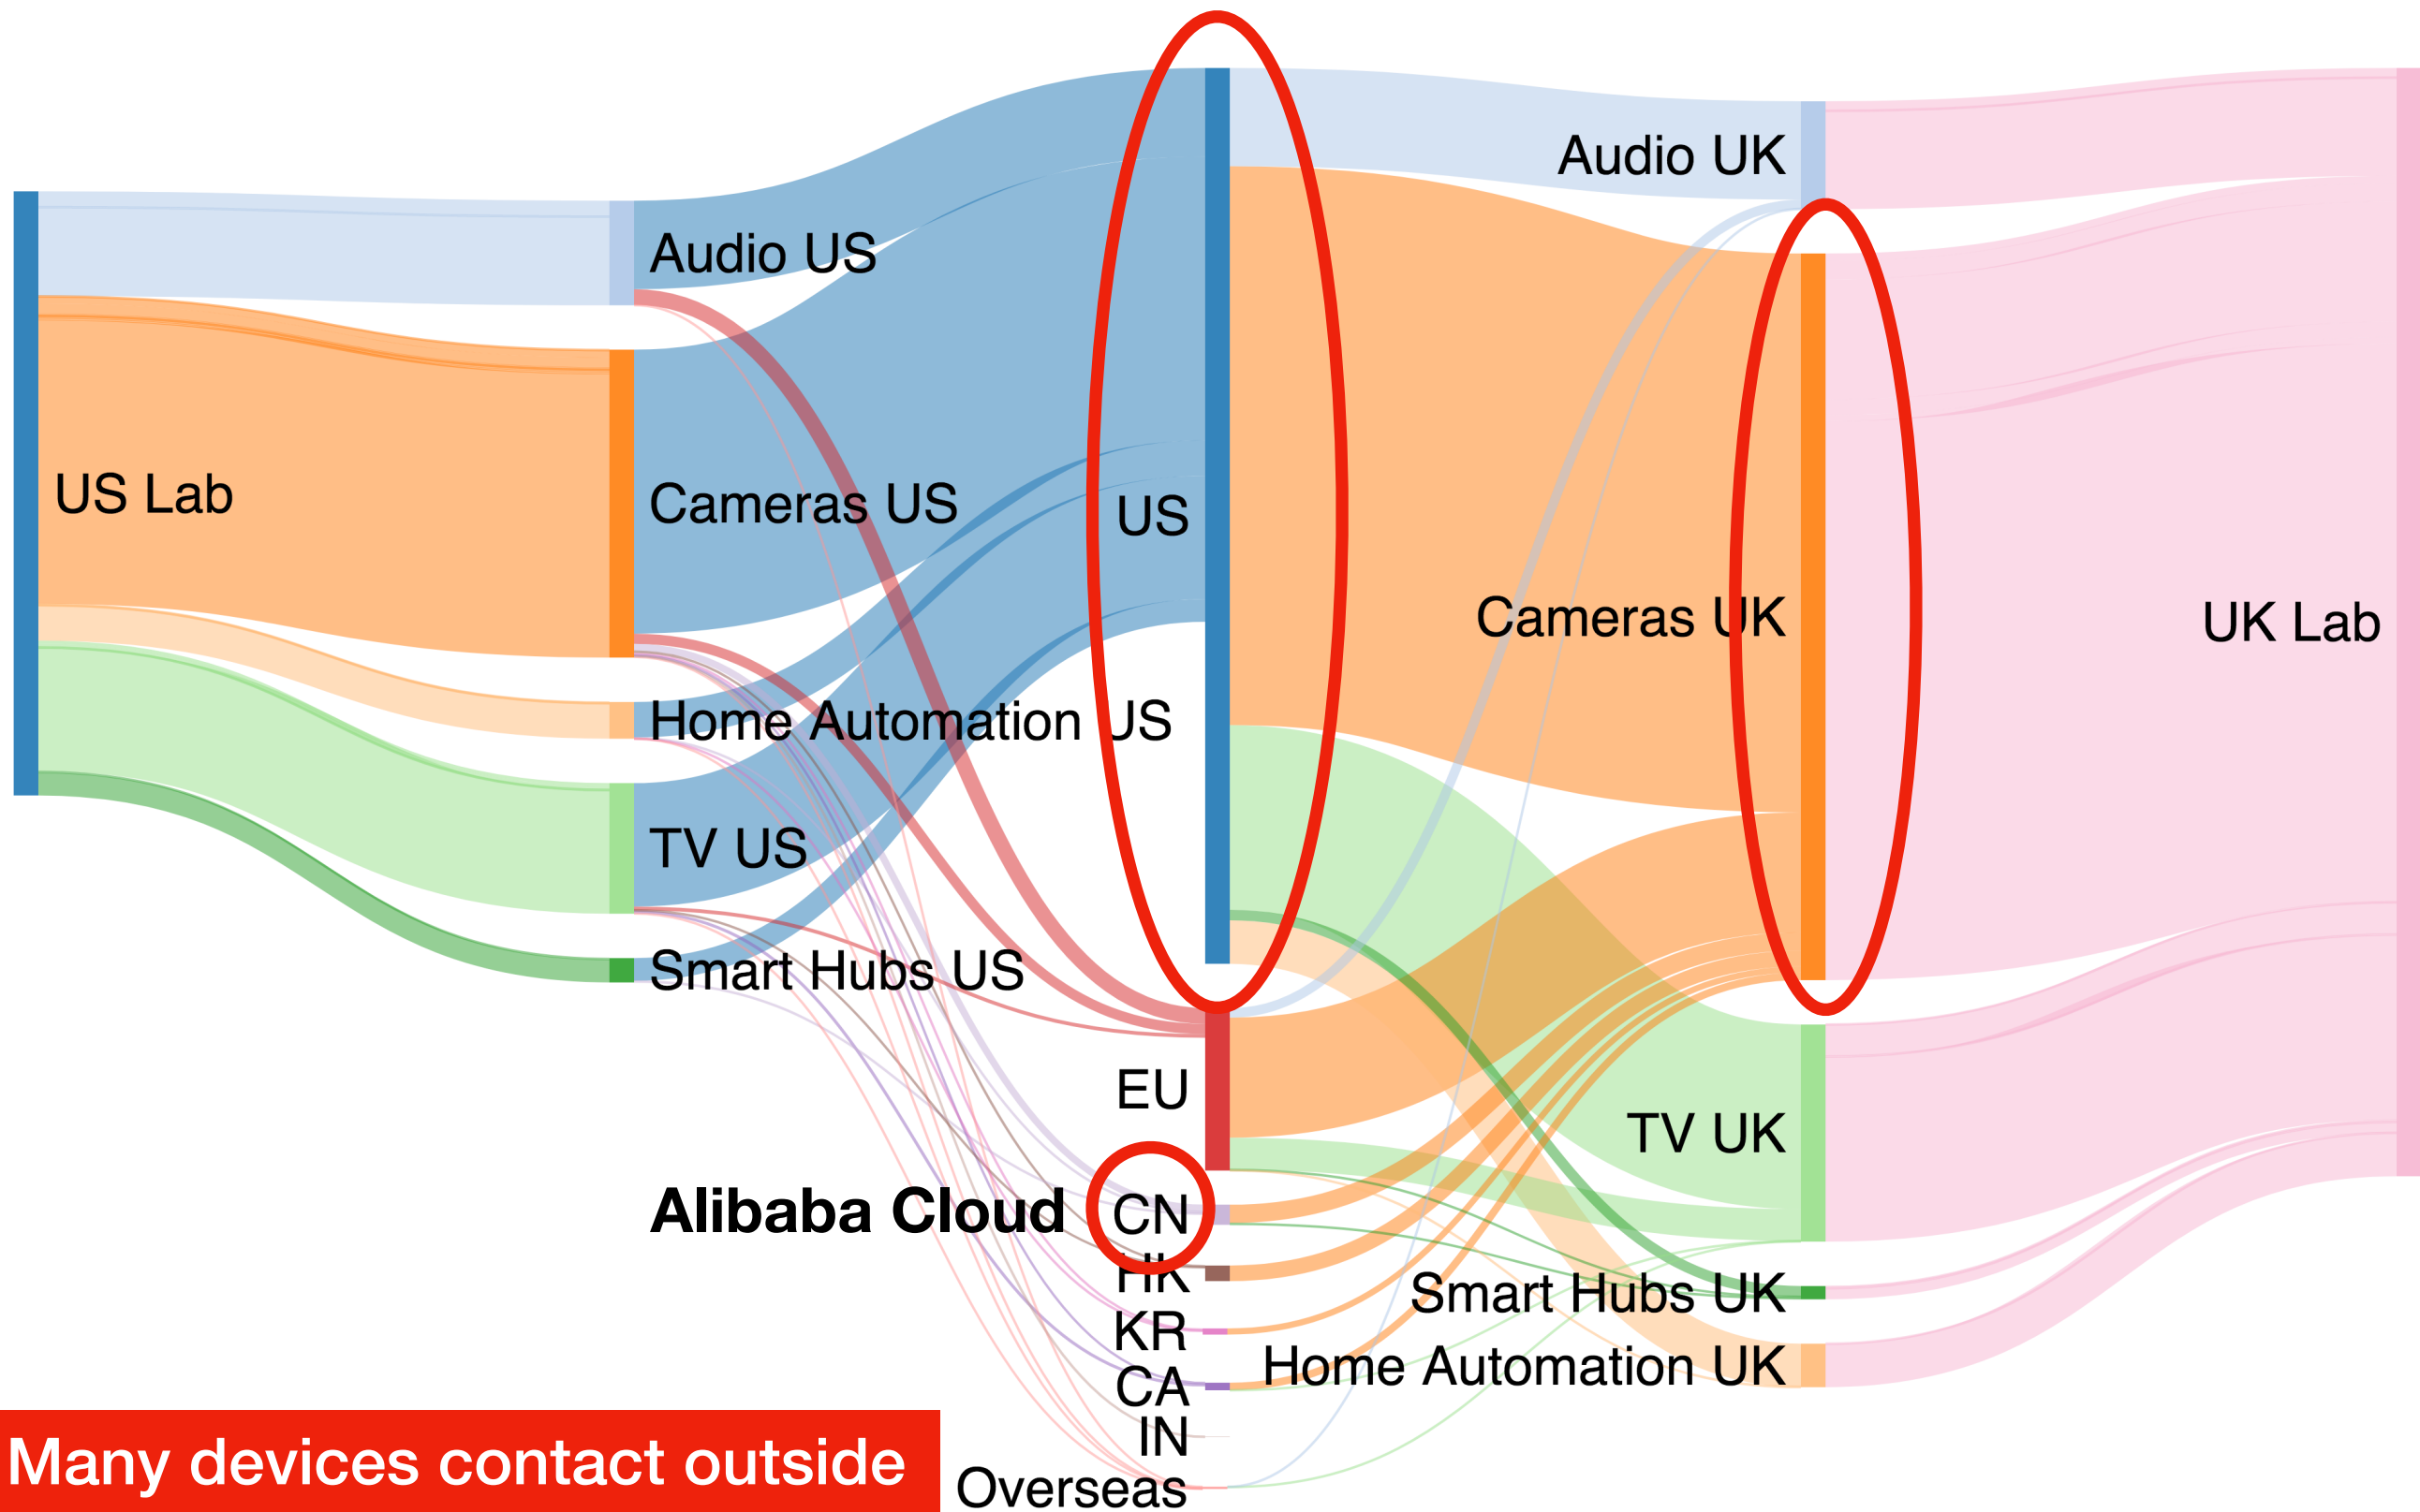 Audio UK
Audio US
US Lab
Cameras US
US
Cameras UK
UK Lab
Home Automation US
TV US
Smart Hubs US
EU
TV UK
Alibaba Cloud
CN
HK
Smart Hubs UK
KR
Home Automation UK
CA
IN
Many devices contact outside
Overseas